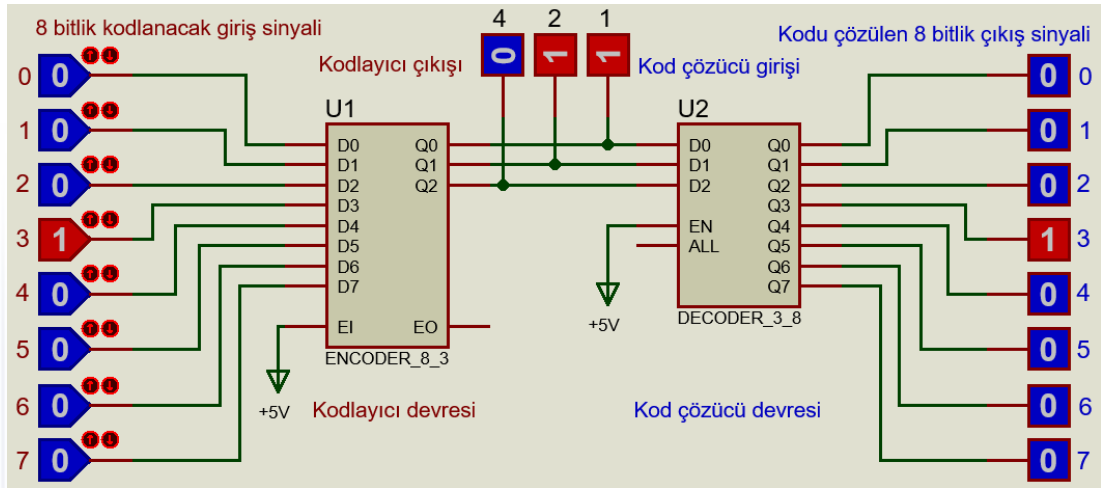 8 bitlik kodlanacak giriş sinyali
4 2 1
0 1 1
Kodlayıcı çıkışı
Kod çözücü girişi
Kodu çözülen 8 bitlik çıkış sinyali
0 0
1 0
2 0
3 1
4 0
5 0
6 0
7 0
U1
D0 Q0
D1 Q1
D2 Q2
D3
D4
D5
D6
D7
EI EO
ENCODER_8_3
+5V
Kodlayıcı devresi
U2
D0 Q0
D1 Q1
D2 Q2
Q3
EN Q4
ALL Q5
Q6
Q7
DECODER_3_8
+5V
Kod çözücü devresi
0 0
0 1
0 2
1 3
0 4
0 5
0 6
0 7